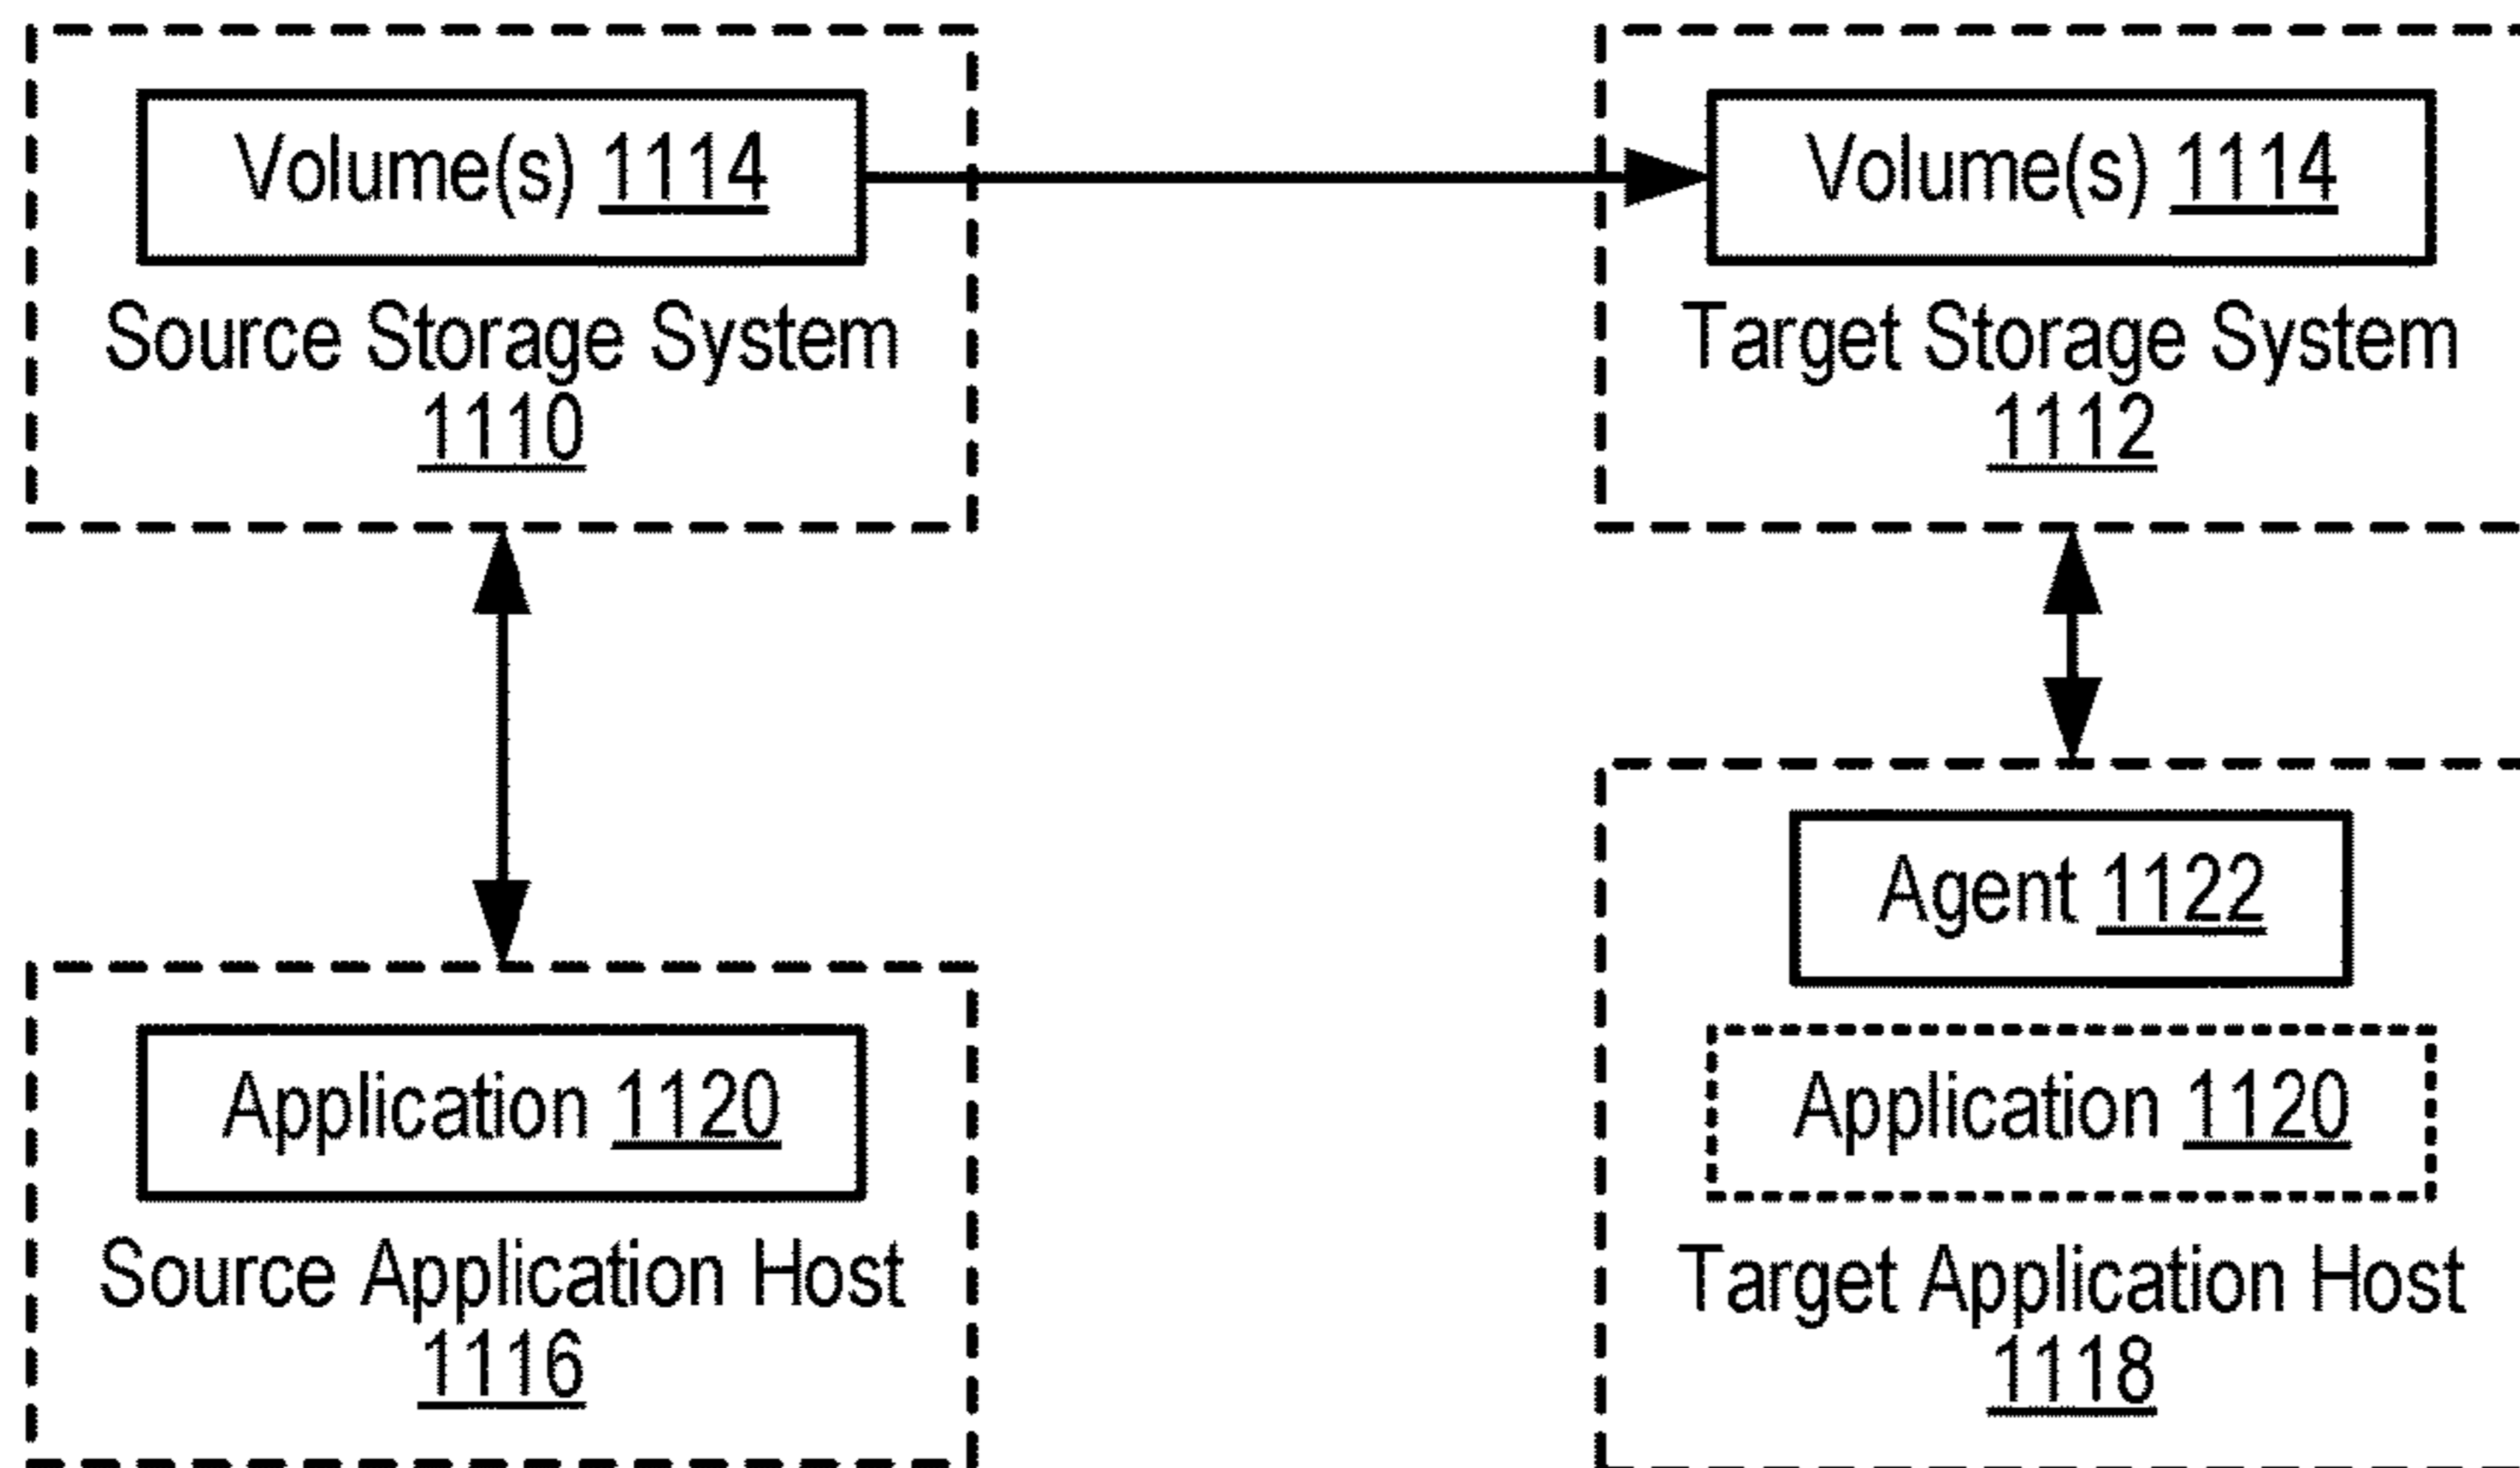 Volume(s) 1114
Source Storage System
1110
Volume(s) 1114
Target Storage System
1112
Application 1120
Source Application Host
1116
Agent 1122
Application 1120
Target Application Host
1118